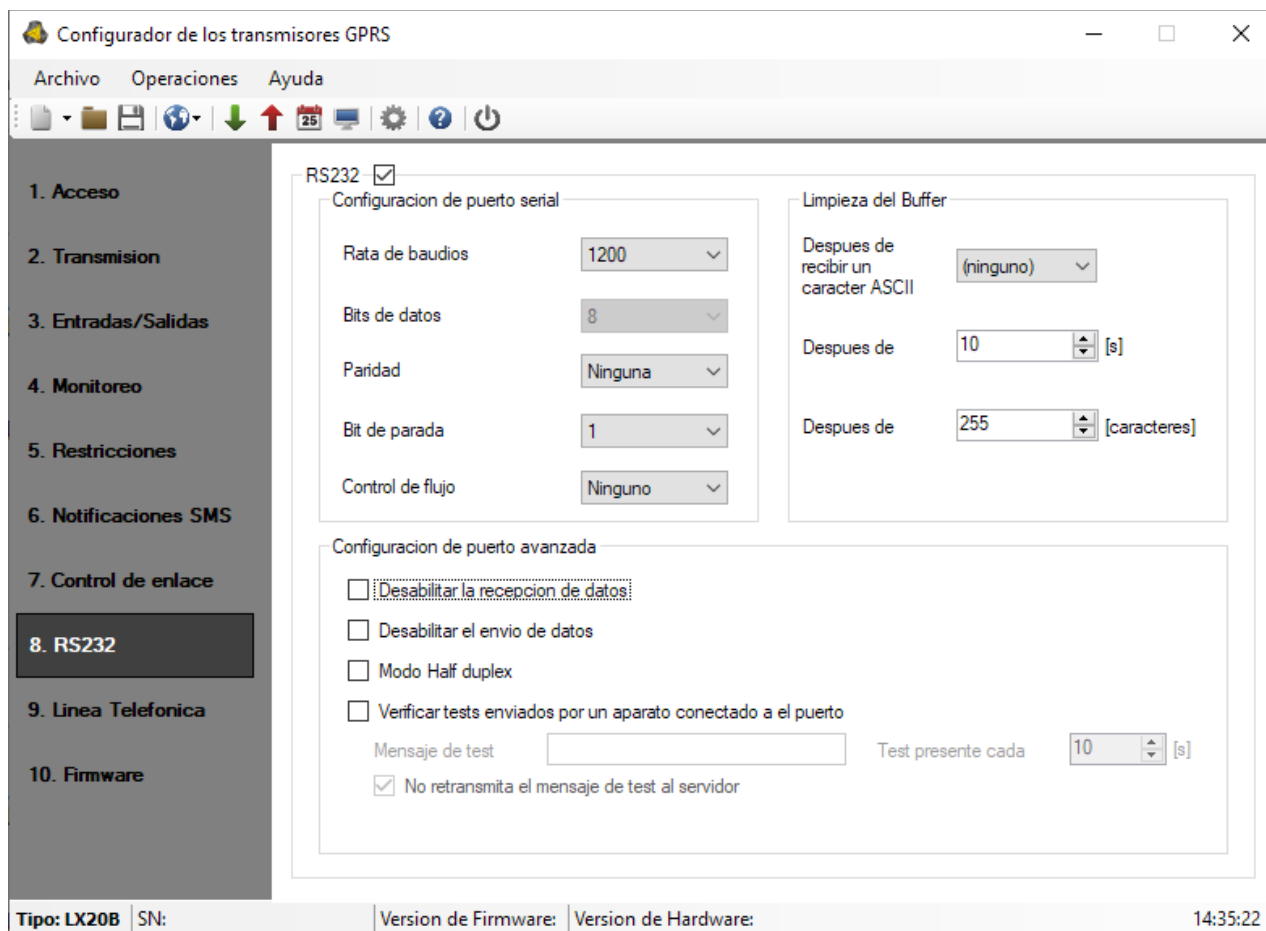 Configurador de los transmisores GPRS
Archivo Operaciones Ayuda
25
1. Acceso
2. Transmision
3. Entradas/Salidas
4. Monitoreo
5. Restricciones
6. Notificaciones SMS
7. Control de enlace
8. RS232
9. Linea Telefonica
10. Firmware
RS232
Configuracion de puerto serial
Rata de baudios 1200
Bits de datos 8
Paridad Ninguna
Bit de parada 1
Control de flujo Ninguno
Limpieza del Buffer
Despues de
recibir un
caracter ASCII
(ninguno)
Despues de 10 [s]
Despues de 255 [caracteres]
Configuracion de puerto avanzada
Desabilitar la recepcion de datos
Desabilitar el envio de datos
Modo Half duplex
Verificar tests enviados por un aparato conectado a el puerto
Mensaje de test Test presente cada 10 [s]
No retransmita el mensaje de test al servidor
Tipo: LX20B SN: Version de Firmware: Version de Hardware: 14:35:22